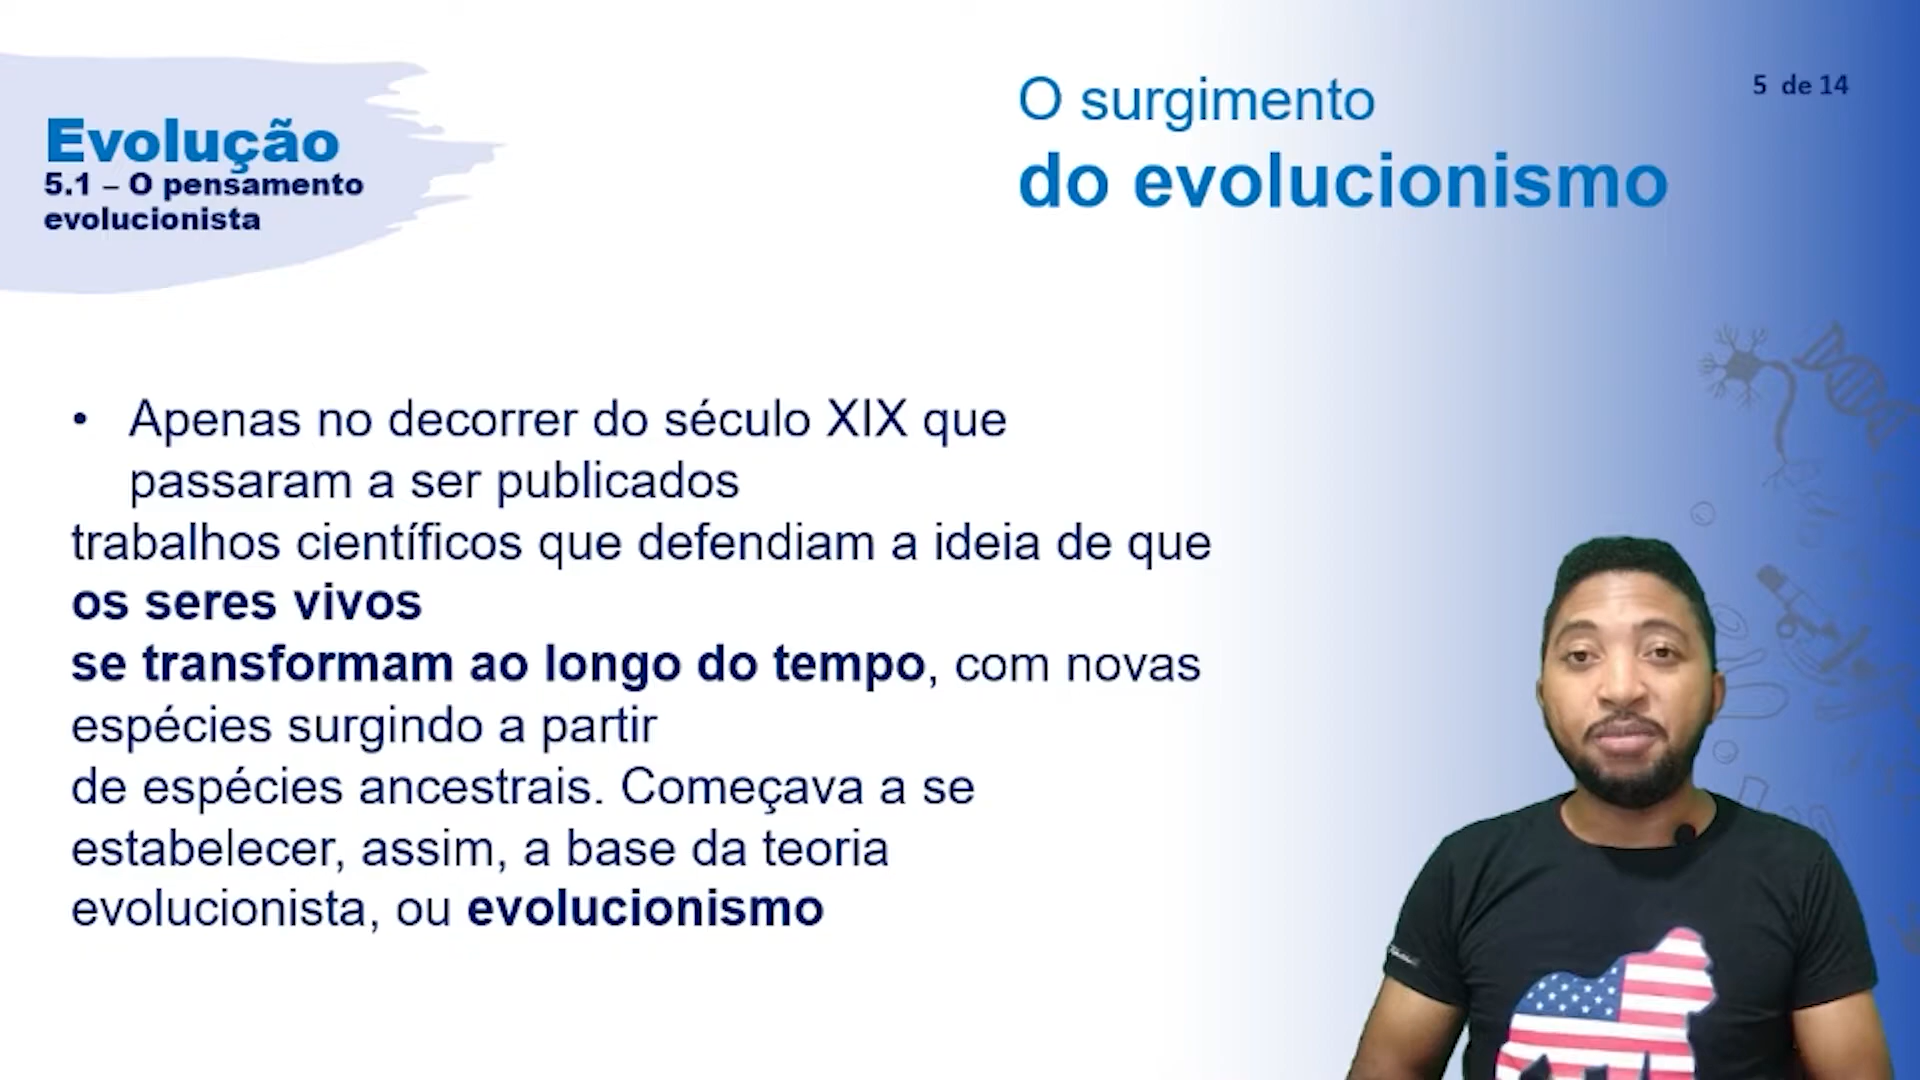 Evolução
5.1 – O pensamento
evolucionista
O surgimento
do evolucionismo
5 de 14
• Apenas no decorrer do século XIX que
passaram a ser publicados
trabalhos científicos que defendiam a ideia de que
os seres vivos
se transformam ao longo do tempo, com novas
espécies surgindo a partir
de espécies ancestrais. Começava a se
estabelecer, assim, a base da teoria
evolucionista, ou evolucionismo